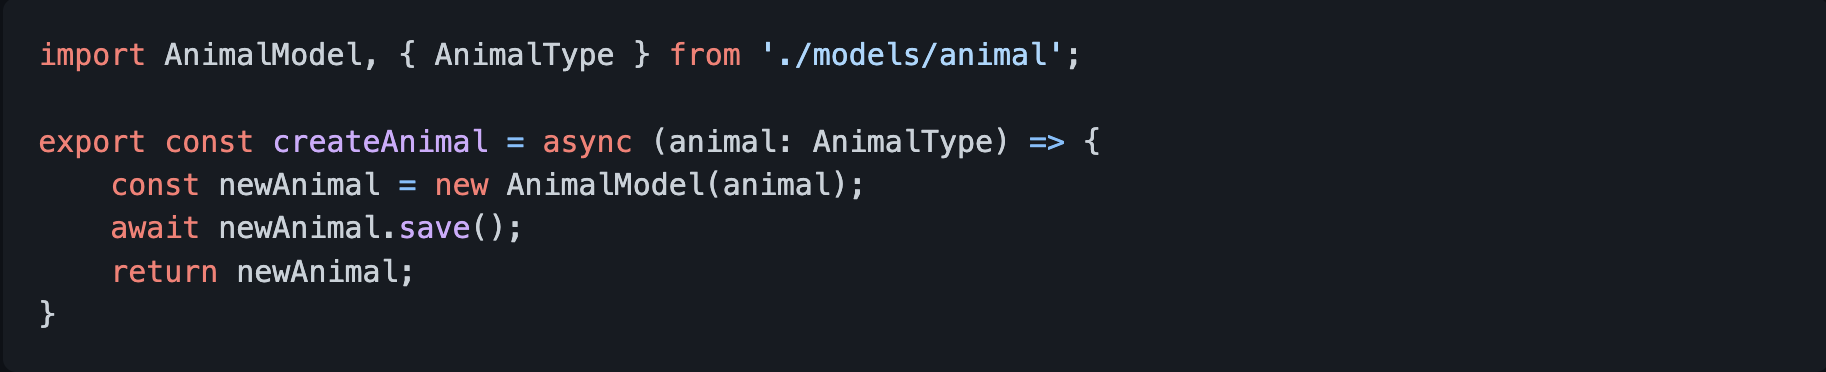 import AnimalModel, { AnimalType } from './models/animal';

export const createAnimal = async (animal: AnimalType) => {
    const newAnimal = new AnimalModel(animal);
    await newAnimal.save();
    return newAnimal;
}